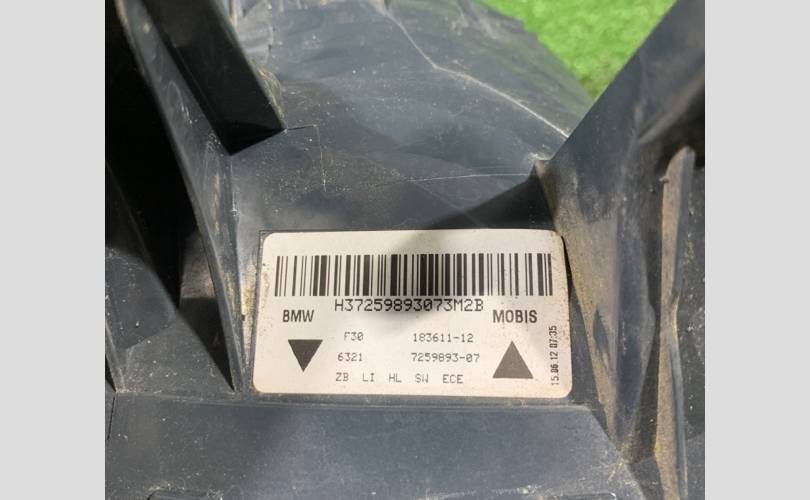 H37259893073M2B
BMW MOBIS
F30 183611-12
6321 7259893-07
ZB LI HL SW ECE
15.06.12 07:35